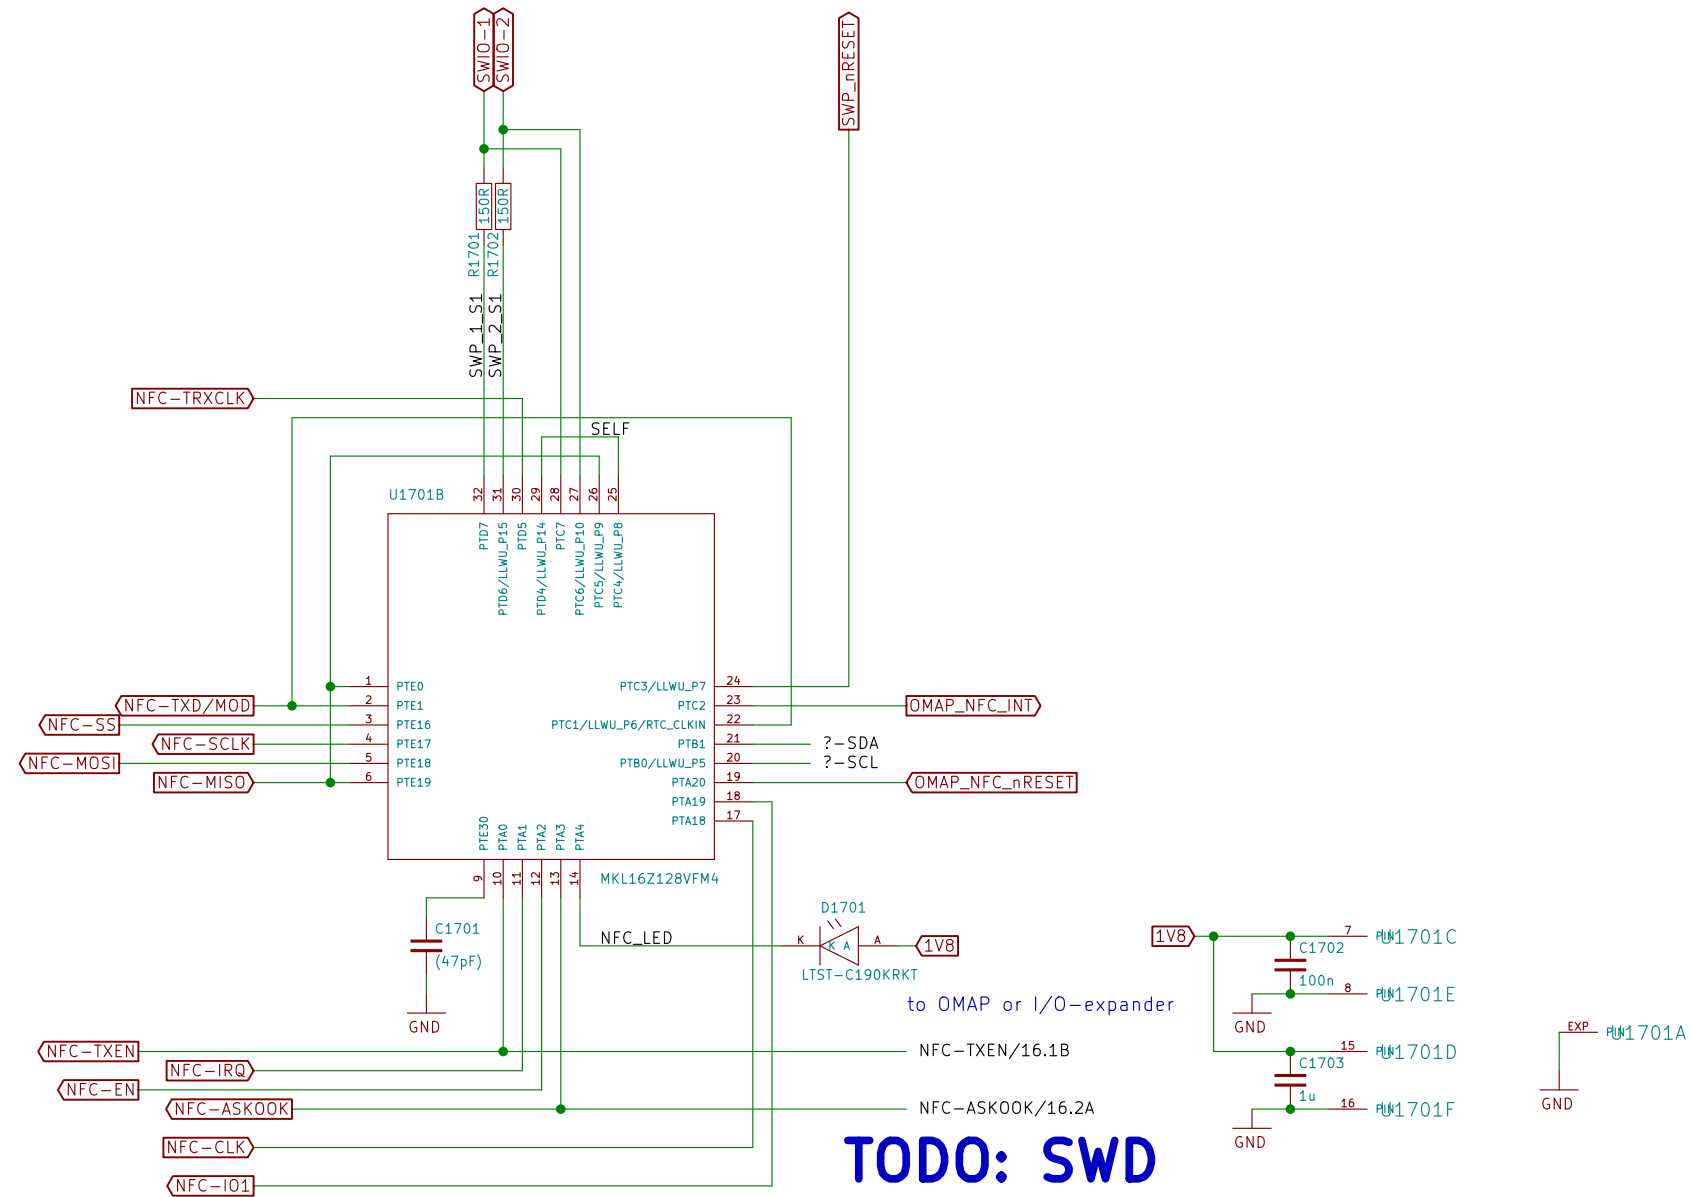 SWIO-1
SWIO-2
SWP_nRESET
150R
150R
R1701
R1702
SWP_1_S1
SWP_2_S1
NFC-TRXCLK
SELF
U1701B
32
31
30
29
28
27
26
25
PTD7
PTD6/LLWU_P15
PTD5
PTD4/LLWU_P14
PTC7
PTC6/LLWU_P10
PTC5/LLWU_P9
PTC4/LLWU_P8
1 PTE0
NFC-TXD/MOD 2 PTE1
NFC-SS 3 PTE16
NFC-SCLK 4 PTE17
NFC-MOSI 5 PTE18
NFC-MISO 6 PTE19
PTC3/LLWU_P7 24
PTC2 23 OMAP_NFC_INT
PTC1/LLWU_P6/RTC_CLKIN 22
PTB1 21 ?-SDA
PTB0/LLWU_P5 20 ?-SCL
PTA20 19 OMAP_NFC_nRESET
PTA19 18
PTA18 17
PTE30
PTA0
PTA1
PTA2
PTA3
PTA4
9
10
11
12
13
14
MKL16Z128VFM4
C1701
(47pF)
GND
NFC_LED
D1701
K
K A
A
1V8
LTST-C190KRKT
to OMAP or I/O-expander
NFC-TXEN
NFC-TXEN/16.1B
NFC-IRQ
NFC-EN
NFC-ASKOOK
NFC-ASKOOK/16.2A
NFC-CLK
NFC-IO1
TODO: SWD
1V8
7 PIN U1701C
C1702
100n
8 PIN U1701E
GND
15 PIN U1701D
C1703
1u
16 PIN U1701F
GND
EXP PIN U1701A
GND